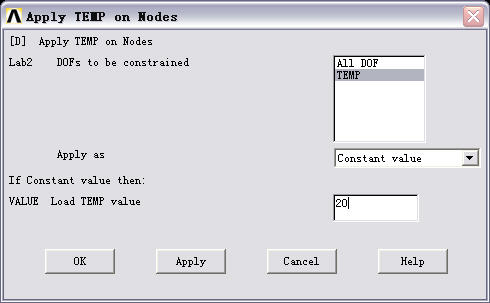 Apply TEMP on Nodes
[D] Apply TEMP on Nodes
Lab2 DOFs to be constrained
All DOF
TEMP
Apply as
Constant value
If Constant value then:
VALUE Load TEMP value
20
OK Apply Cancel Help